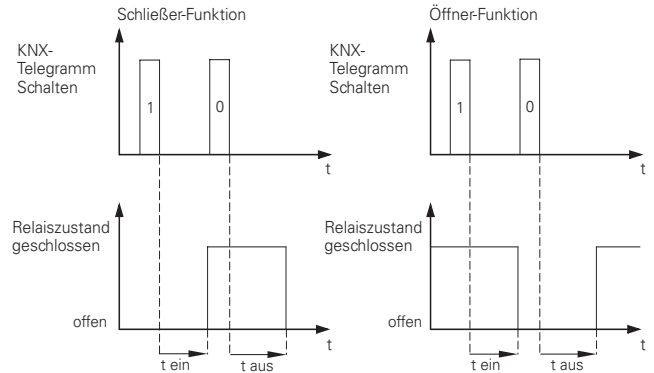 Schließer-Funktion
KNX-
Telegramm
Schalten
1
0
t
Relaiszustand
geschlossen
offen
t
t ein
t aus
Öffner-Funktion
KNX-
Telegramm
Schalten
1
0
t
Relaiszustand
geschlossen
offen
t
t ein
t aus